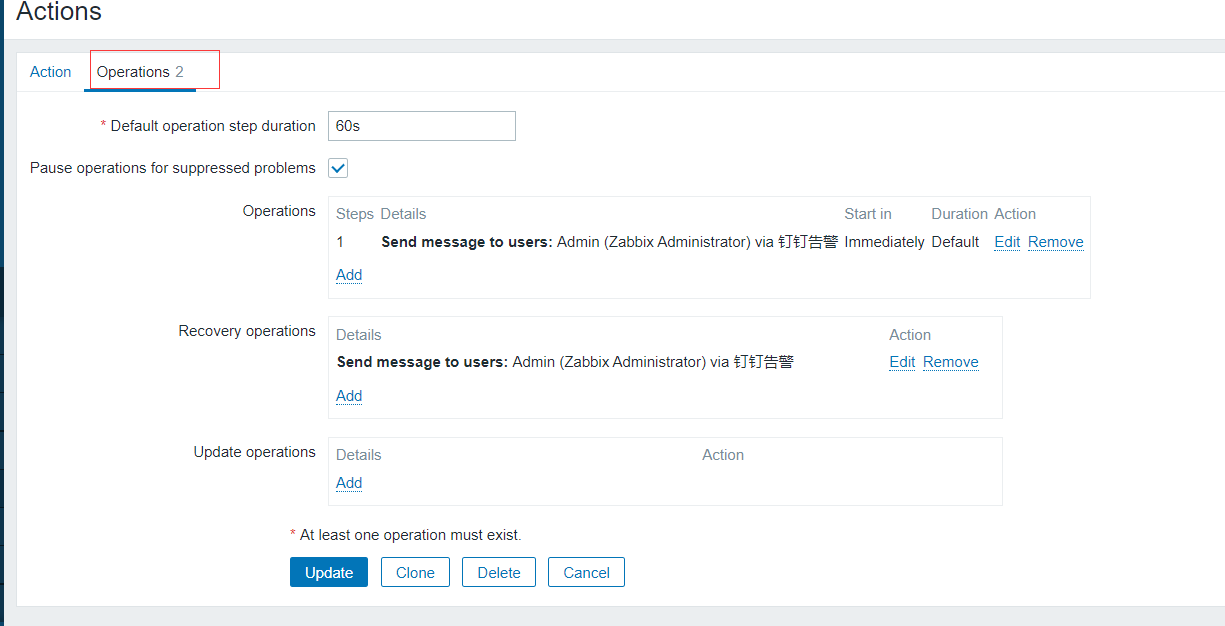 Actions
Action Operations 2
* Default operation step duration 60s
Pause operations for suppressed problems
Operations Steps Details Start in Duration Action
1 Send message to users: Admin (Zabbix Administrator) via 钉钉告警 Immediately Default Edit Remove
Add
Recovery operations Details Action
Send message to users: Admin (Zabbix Administrator) via 钉钉告警 Edit Remove
Add
Update operations Details Action
Add
* At least one operation must exist.
Update Clone Delete Cancel